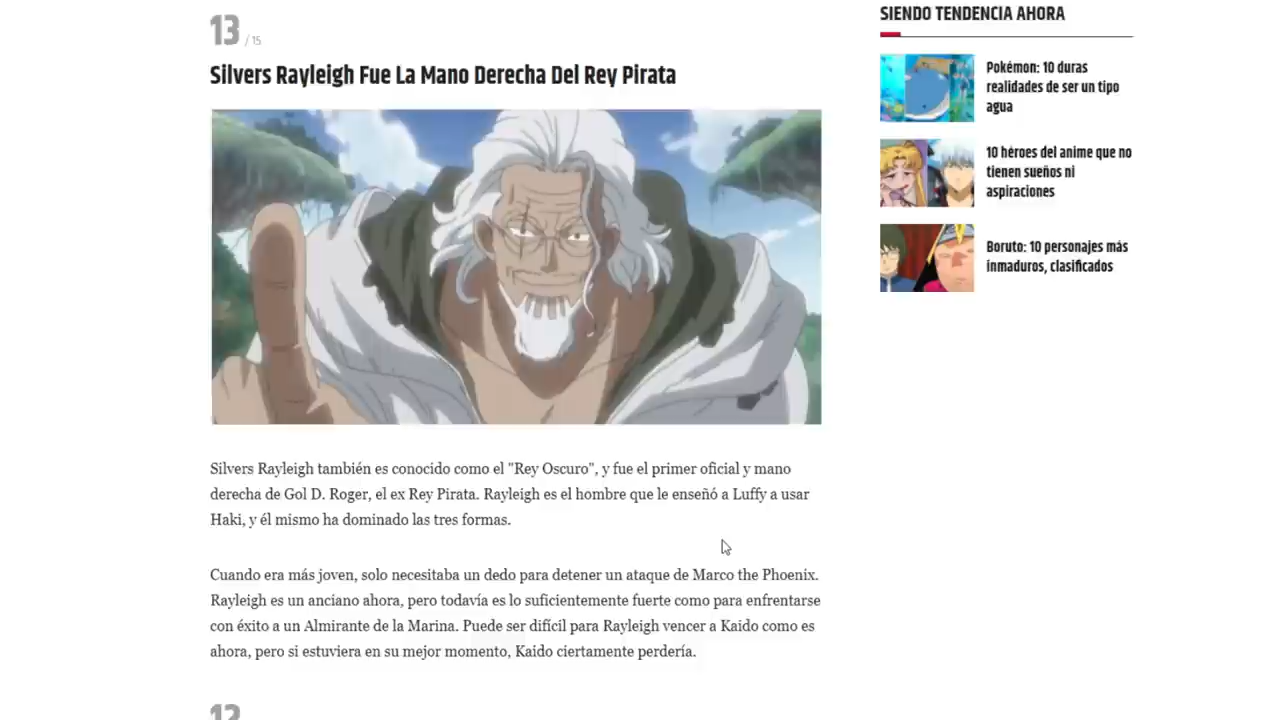 13 / 15
Silvers Rayleigh Fue La Mano Derecha Del Rey Pirata
Silvers Rayleigh también es conocido como el "Rey Oscuro", y fue el primer oficial y mano
derecha de Gol D. Roger, el ex Rey Pirata. Rayleigh es el hombre que le enseñó a Luffy a usar
Haki, y él mismo ha dominado las tres formas.
Cuando era más joven, solo necesitaba un dedo para detener un ataque de Marco the Phoenix.
Rayleigh es un anciano ahora, pero todavía es lo suficientemente fuerte como para enfrentarse
con éxito a un Almirante de la Marina. Puede ser difícil para Rayleigh vencer a Kaido como es
ahora, pero si estuviera en su mejor momento, Kaido ciertamente perdería.
12
SIENDO TENDENCIA AHORA
Pokémon: 10 duras
realidades de ser un tipo
agua
10 héroes del anime que no
tienen sueños ni
aspiraciones
Boruto: 10 personajes más
inmaduros, clasificados